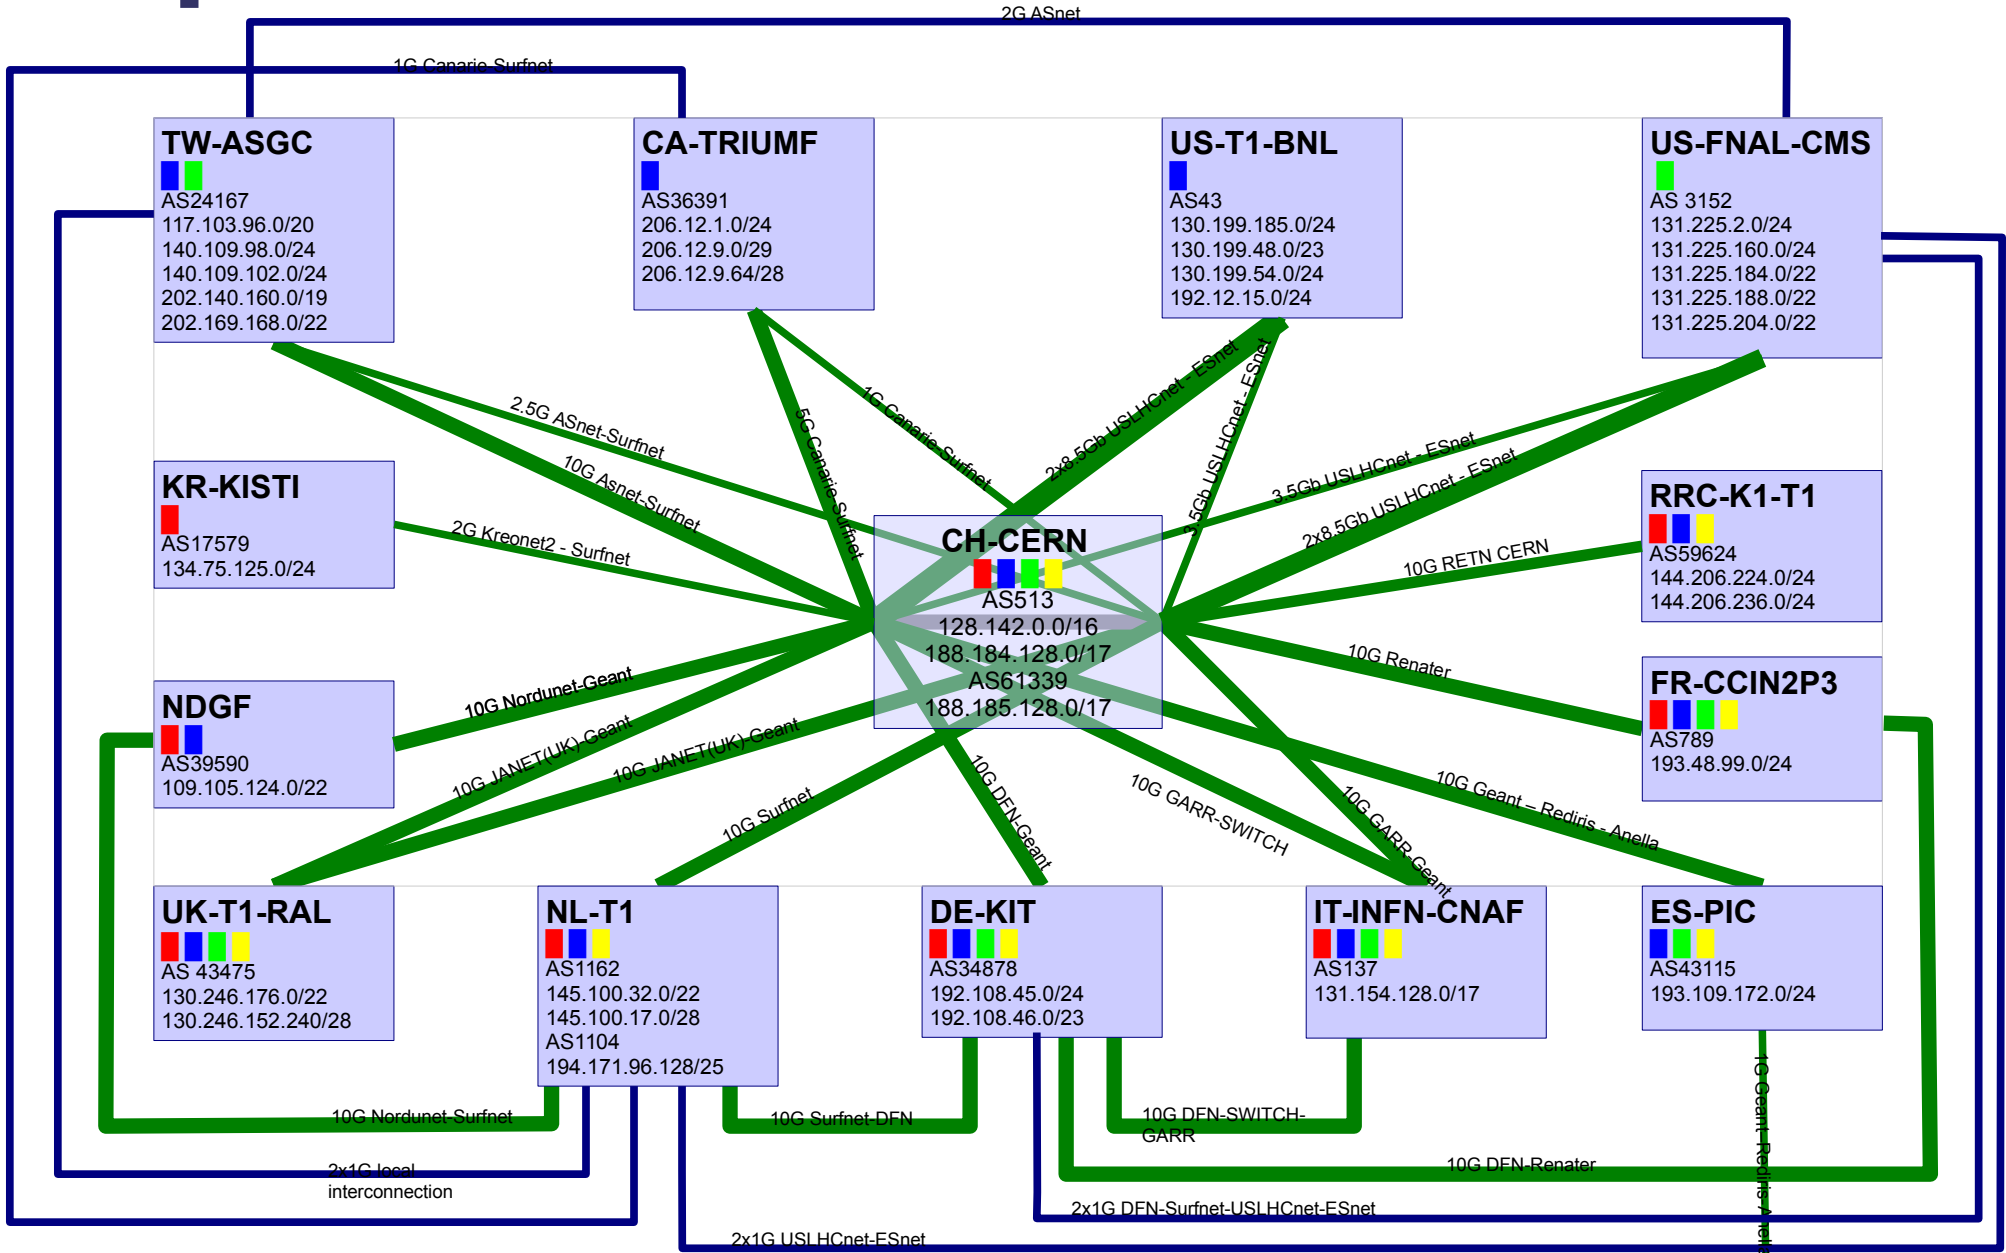 2G ASnet
1G Canarie-Surfnet
TW-ASGC
AS24167
117.103.96.0/20
140.109.98.0/24
140.109.102.0/24
202.140.160.0/19
202.169.168.0/22
CA-TRIUMF
AS36391
206.12.1.0/24
206.12.9.0/29
206.12.9.64/28
US-T1-BNL
AS43
130.199.185.0/24
130.199.48.0/23
130.199.54.0/24
192.12.15.0/24
US-FNAL-CMS
AS 3152
131.225.2.0/24
131.225.160.0/24
131.225.184.0/22
131.225.188.0/22
131.225.204.0/22
2.5G ASnet-Surfnet
10G Asnet-Surfnet
5G Canarie-Surfnet
1G Canarie-Surfnet
2x8.5Gb USLHCnet - ESnet
3.5Gb USLHCnet - ESnet
3.5Gb USLHCnet - ESnet
2x8.5Gb USLHCnet - ESnet
KR-KISTI
AS17579
134.75.125.0/24
2G Kreonet2 - Surfnet
CH-CERN
AS513
128.142.0.0/16
188.184.128.0/17
AS61339
188.185.128.0/17
10G RETN CERN
RRC-K1-T1
AS59624
144.206.224.0/24
144.206.236.0/24
NDGF
AS39590
109.105.124.0/22
10G Nordunet-Geant
10G JANET(UK)-Geant
10G JANET(UK)-Geant
10G Surfnet
10G DFN-Geant
10G GARR-SWITCH
10G GARR-Geant
10G Geant – Rediris - Anella
10G Renater
FR-CCIN2P3
AS789
193.48.99.0/24
UK-T1-RAL
AS 43475
130.246.176.0/22
130.246.152.240/28
NL-T1
AS1162
145.100.32.0/22
145.100.17.0/28
AS1104
194.171.96.128/25
DE-KIT
AS34878
192.108.45.0/24
192.108.46.0/23
IT-INFN-CNAF
AS137
131.154.128.0/17
ES-PIC
AS43115
193.109.172.0/24
10G Nordunet-Surfnet
10G Surfnet-DFN
10G DFN-SWITCH-
GARR
10G DFN-Renater
1G Geant-Rediris-Anella
2x1G local
interconnection
2x1G DFN-Surfnet-USLHCnet-ESnet
2x1G USLHCnet-ESnet